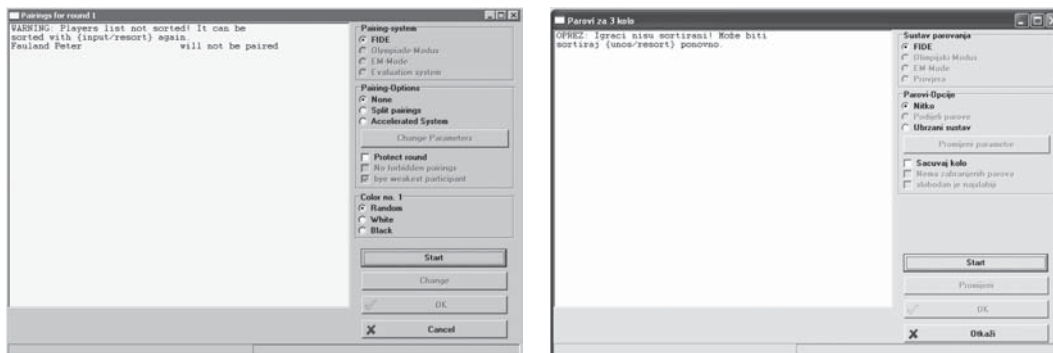 Pairings for round 1
WARNING: Players list not sorted! It can be
sorted with {input/resort} again.
Fauland Peter will not be paired
Pairing-system
FIDE
Olympiade-Modus
EM-Mode
Evaluation system
Pairing-Options
None
Split pairings
Accelerated System
Change Parameters
Protect round
No forbidden pairings
bye weakest participant
Color no. 1
Random
White
Black
Start
Change
OK
Cancel
Parovi za 3 kolo
OPREZ: Igraci nisu sortirani! Može biti
sortiraj {unos/resort} ponovno.
Sustav parovanja
FIDE
Olimpijski Modus
EM-Mode
Provjera
Parovi-Opcije
Nitko
Podijeli parove
Ubrzani sustav
Promijeni parametre
Sacuvaj kolo
Nema zabranjenih parova
slobodan je najslabiji
Start
Promijeni
OK
Otkaži